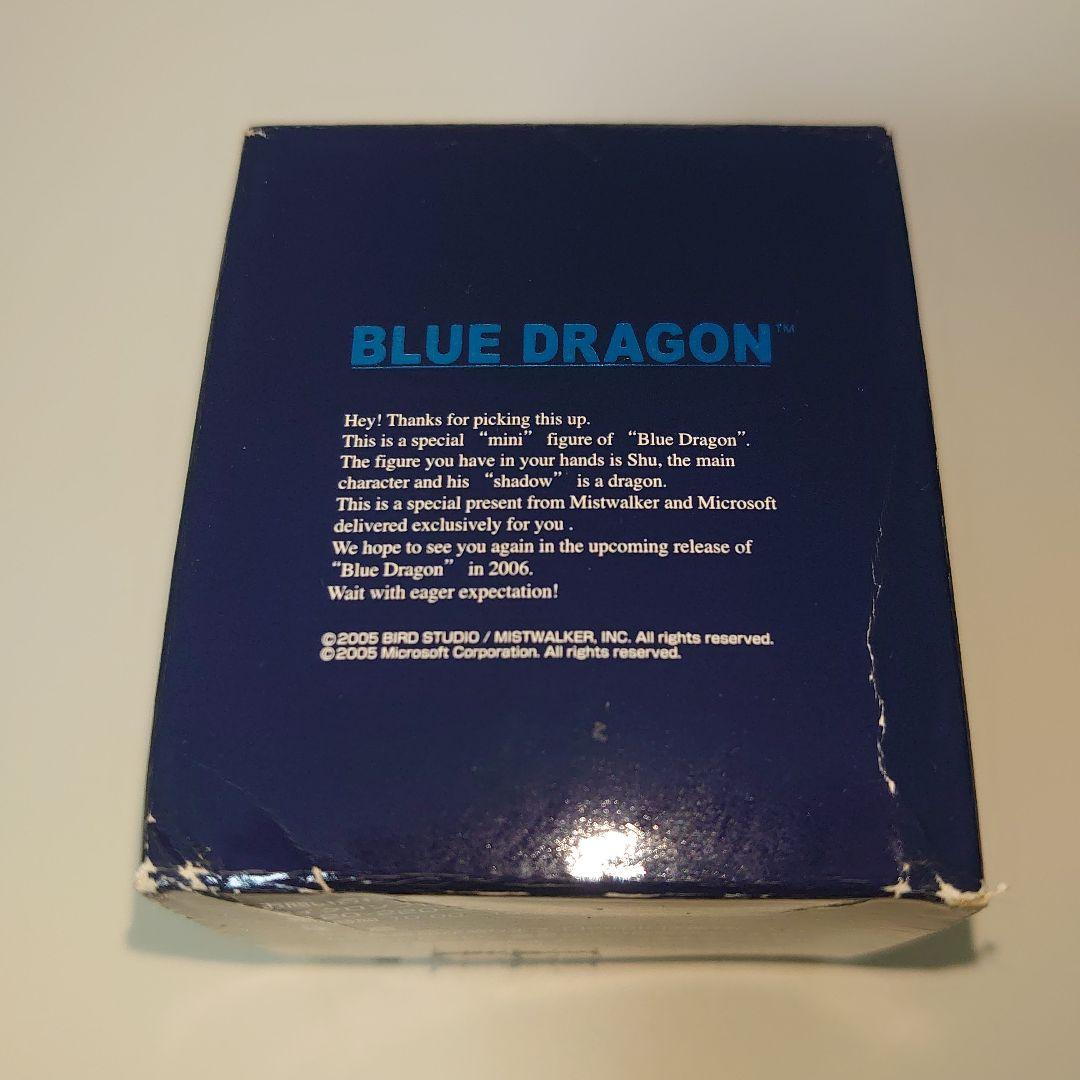 BLUE DRAGON™
Hey! Thanks for picking this up.
This is a special “mini” figure of “Blue Dragon”.
The figure you have in your hands is Shu, the main
character and his “shadow” is a dragon.
This is a special present from Mistwalker and Microsoft
delivered exclusively for you .
We hope to see you again in the upcoming release of
“Blue Dragon” in 2006.
Wait with eager expectation!
©2005 BIRD STUDIO / MISTWALKER, INC. All rights reserved.
©2005 Microsoft Corporation. All rights reserved.